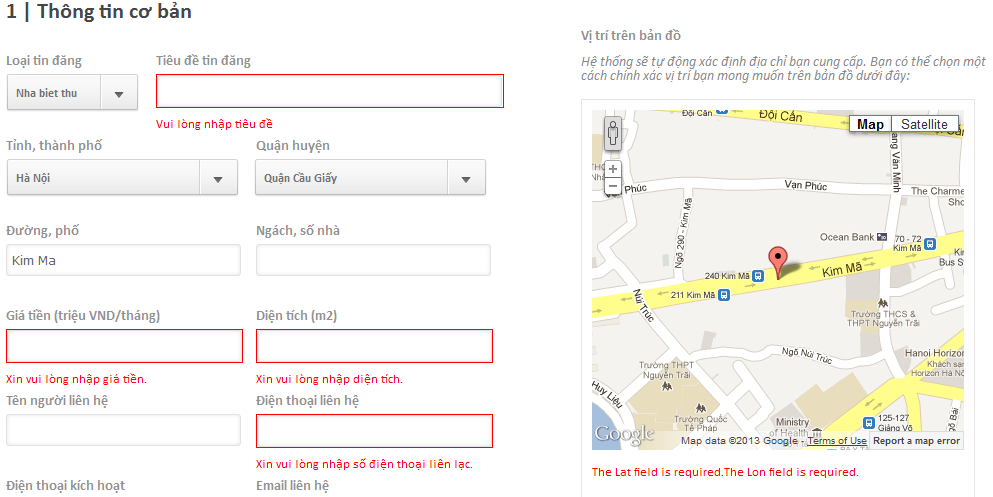 1 | Thông tin cơ bản
Loại tin đăng
Tiêu đề tin đăng
Nha biet thu
Vui lòng nhập tiêu đề
Tỉnh, thành phố
Quận huyện
Hà Nội
Quận Cầu Giấy
Đường, phố
Ngách, số nhà
Kim Ma
Giá tiền (triệu VND/tháng)
Diện tích (m2)
Xin vui lòng nhập giá tiền.
Xin vui lòng nhập diện tích.
Tên người liên hệ
Điện thoại liên hệ
Xin vui lòng nhập số điện thoại liên lạc.
Điện thoại kích hoạt
Email liên hệ
Vị trí trên bản đồ
Hệ thống sẽ tự động xác định địa chỉ bạn cung cấp. Bạn có thể chọn một
cách chính xác vị trí bạn mong muốn trên bản đồ dưới đây:
Đội Cấn
Đội Cấn
Map
Satellite
ang Văn Minh
Phúc
Vạn Phúc
The Charme
Sho
Ngõ 290 - Kim Mã
Ocean Bank
70 - 72
Kim Mã
Kim
Bus S
240 Kim Mã
Kim Mã
211 Kim Mã
Núi Trúc
Trường THCS &
THPT Nguyễn Trãi
Ngõ Núi Trúc
Hanoi Horizon
Khách sạn
Horizon Hà Nộ
Trường THPT
Nguyễn Trãi
Huy Liệu
Trường Quốc
Tế Pháp
Ministry
of Health
125-127
Giảng Võ
Google
Map data ©2013 Google - Terms of Use
Report a map error
The Lat field is required.The Lon field is required.